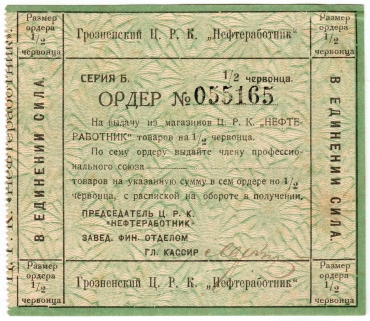 Размер
ордера
1/2
червонца
Грозненский Ц. Р. К. „Нефтеработник"
Размер
ордера
1/2
червонца
СЕРИЯ Б.
1/2 червонца.
ОРДЕР № 055165
На выдачу из магазинов Ц. Р. К. „НЕФТЕ-
РАБОТНИК" товаров на 1/2 червонца.
По сему ордеру выдайте члену профессио-
нального союза
товаров на указанную сумму в сем ордере но 1/2
червонца, с распиской на обороте в получении.
ПРЕДСЕДАТЕЛЬ Ц. Р. К.
«НЕФТЕРАБОТНИК"
ЗАВЕД. ФИН. ОТДЕЛОМ
ГЛ. КАССИР
В ЕДИНЕНИИ СИЛА.
В ЕДИНЕНИИ СИЛА.
Размер
ордера
1/2
червонца
Грозненский Ц. Р. К. „Нефтеработник"
Размер
ордера
1/2
червонца